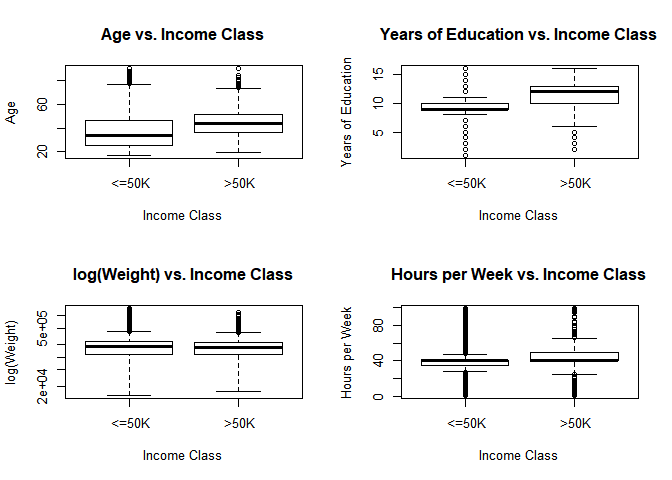 Age vs. Income Class
Age
60
20
<=50K
>50K
Income Class
Years of Education vs. Income Class
Years of Education
15
10
5
<=50K
>50K
Income Class
log(Weight) vs. Income Class
log(Weight)
5e+05
2e+04
<=50K
>50K
Income Class
Hours per Week vs. Income Class
Hours per Week
80
40
0
<=50K
>50K
Income Class